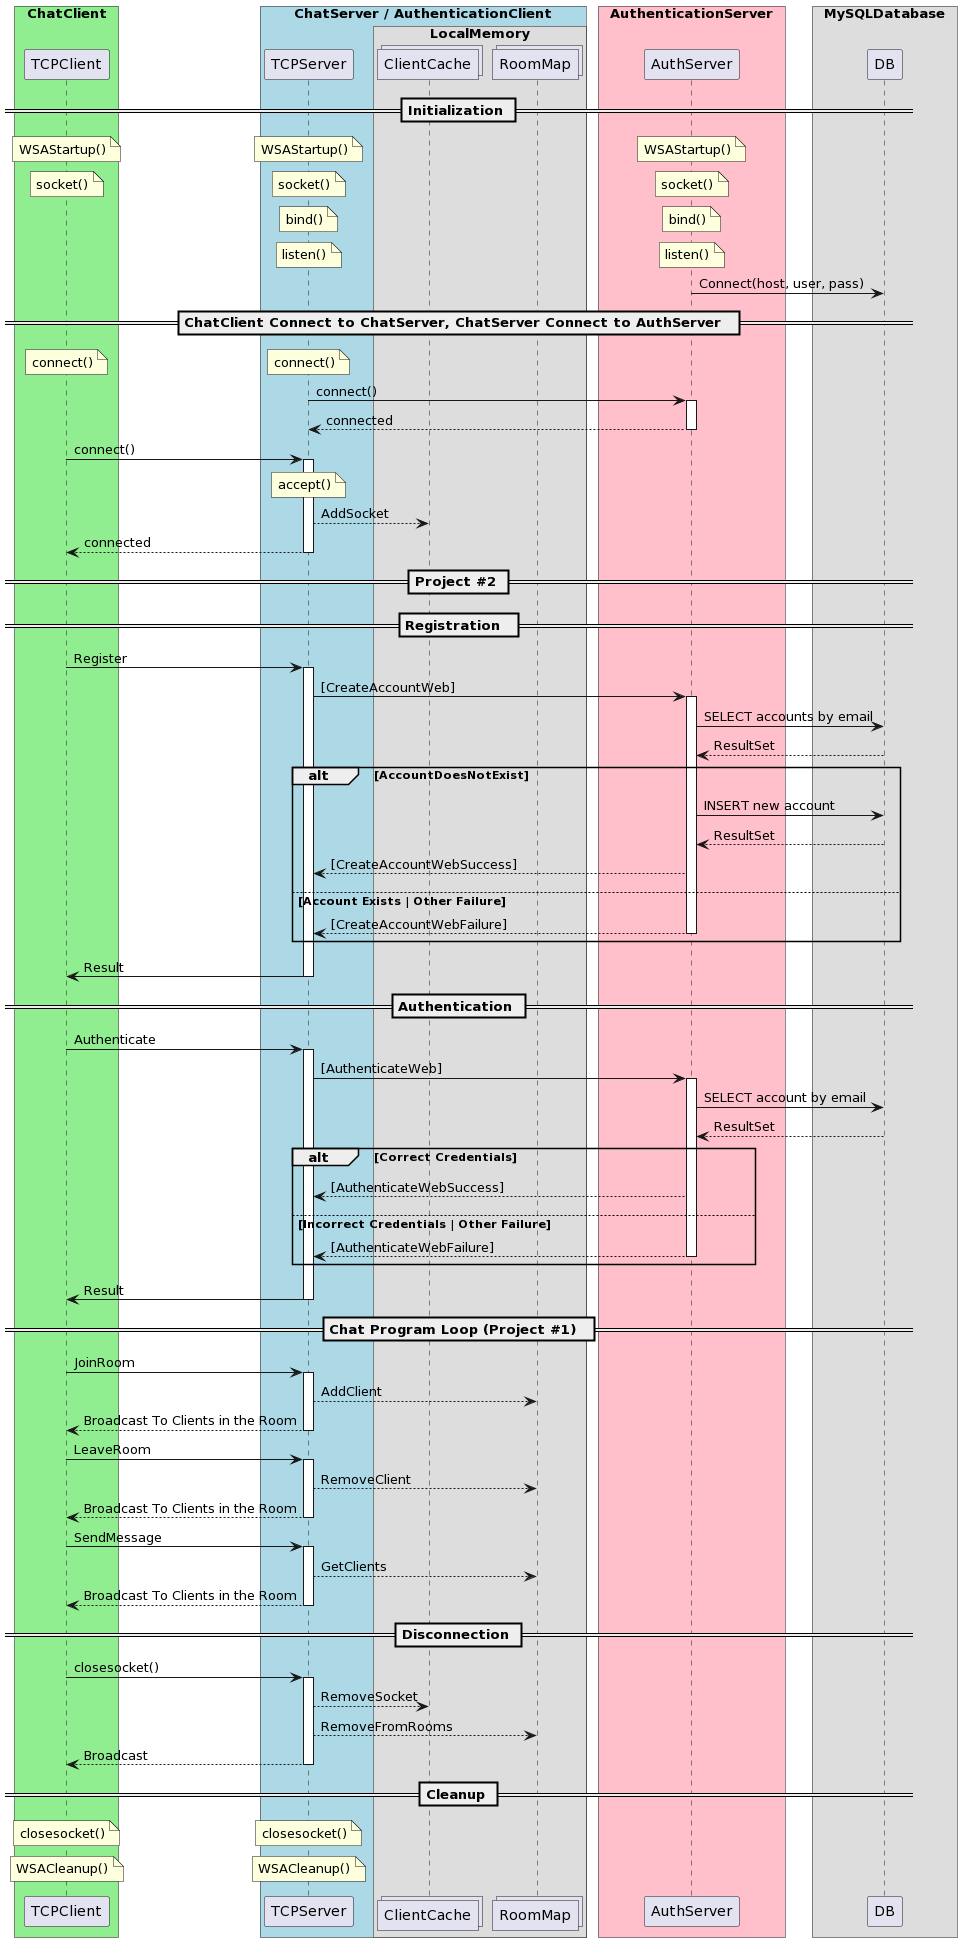 ChatClient
ChatServer / AuthenticationClient
AuthenticationServer
MySQLDatabase
LocalMemory
TCPClient
TCPServer
ClientCache
RoomMap
AuthServer
DB
Initialization
WSAStartup()
WSAStartup()
WSAStartup()
socket()
socket()
socket()
bind()
bind()
listen()
listen()
Connect(host, user, pass)
ChatClient Connect to ChatServer, ChatServer Connect to AuthServer
connect()
connect()
connect()
connected
connect()
accept()
AddSocket
connected
Project #2
Registration
Register
[CreateAccountWeb]
SELECT accounts by email
ResultSet
alt
[AccountDoesNotExist]
INSERT new account
ResultSet
[CreateAccountWebSuccess]
[Account Exists | Other Failure]
[CreateAccountWebFailure]
Result
Authentication
Authenticate
[AuthenticateWeb]
SELECT account by email
ResultSet
alt
[Correct Credentials]
[AuthenticateWebSuccess]
[Incorrect Credentials | Other Failure]
[AuthenticateWebFailure]
Result
Chat Program Loop (Project #1)
JoinRoom
AddClient
Broadcast To Clients in the Room
LeaveRoom
RemoveClient
Broadcast To Clients in the Room
SendMessage
GetClients
Broadcast To Clients in the Room
Disconnection
closesocket()
RemoveSocket
RemoveFromRooms
Broadcast
Cleanup
closesocket()
closesocket()
WSACleanup()
WSACleanup()
TCPClient
TCPServer
ClientCache
RoomMap
AuthServer
DB